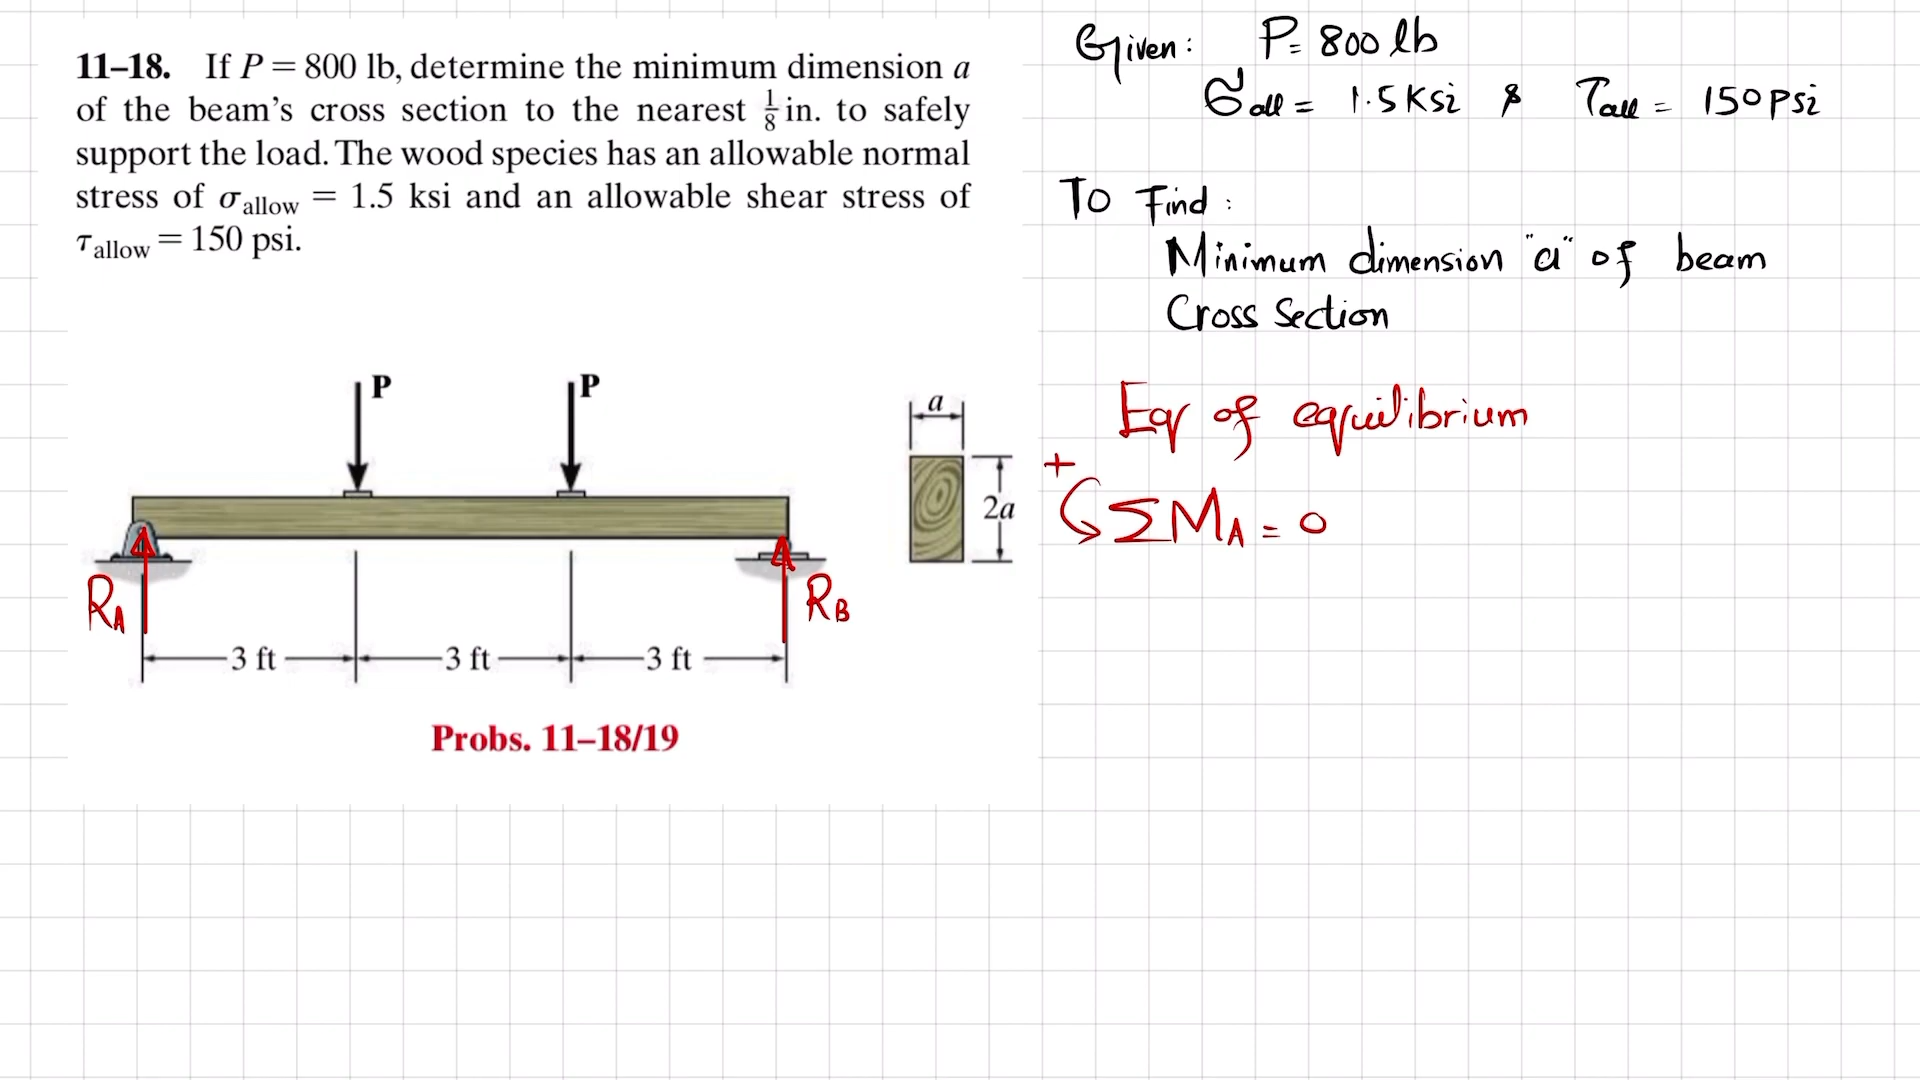 11–18. If P = 800 lb, determine the minimum dimension a
of the beam's cross section to the nearest 1/8 in. to safely
support the load. The wood species has an allowable normal
stress of σallow = 1.5 ksi and an allowable shear stress of
τallow = 150 psi.
P
P
a
2a
RA
RB
3 ft
3 ft
3 ft
Probs. 11–18/19
Given: P = 800 lb
σall = 1.5 Ksi & τall = 150 psi
To Find:
Minimum dimension "a" of beam
Cross Section
Eq of equilibrium
+
ΣMA = 0